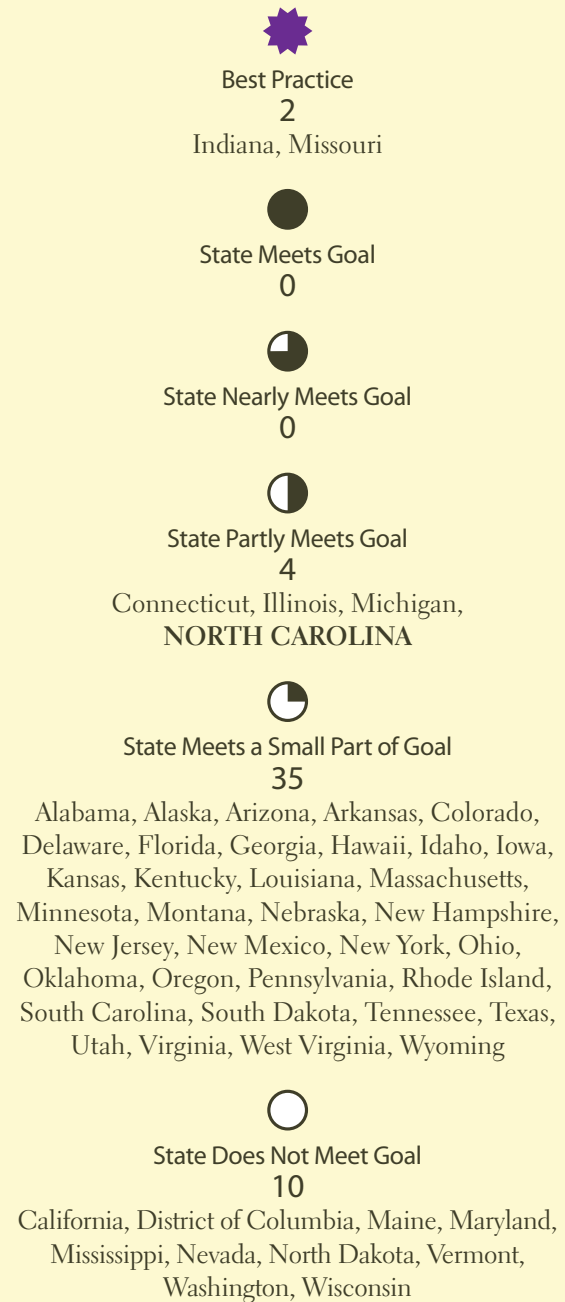 Best Practice
2
Indiana, Missouri
State Meets Goal
0
State Nearly Meets Goal
0
State Partly Meets Goal
4
Connecticut, Illinois, Michigan,
NORTH CAROLINA
State Meets a Small Part of Goal
35
Alabama, Alaska, Arizona, Arkansas, Colorado,
Delaware, Florida, Georgia, Hawaii, Idaho, Iowa,
Kansas, Kentucky, Louisiana, Massachusetts,
Minnesota, Montana, Nebraska, New Hampshire,
New Jersey, New Mexico, New York, Ohio,
Oklahoma, Oregon, Pennsylvania, Rhode Island,
South Carolina, South Dakota, Tennessee, Texas,
Utah, Virginia, West Virginia, Wyoming
State Does Not Meet Goal
10
California, District of Columbia, Maine, Maryland,
Mississippi, Nevada, North Dakota, Vermont,
Washington, Wisconsin